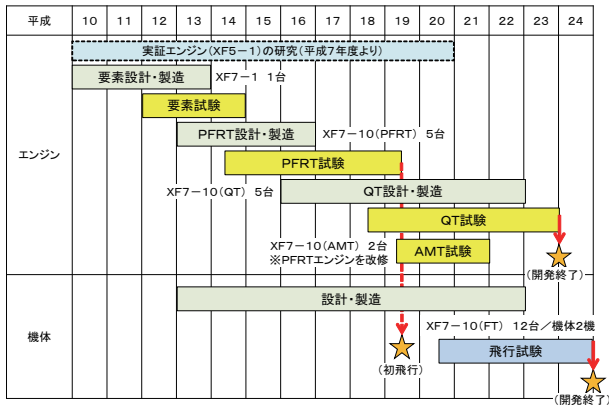 平成 10 11 12 13 14 15 16 17 18 19 20 21 22 23 24
実証エンジン(XF5-1)の研究(平成7年度より)
要素設計・製造 XF7-1 1台
要素試験
PFRT設計・製造 XF7-10(PFRT) 5台
エンジン
PFRT試験
XF7-10(QT) 5台 QT設計・製造
QT試験
XF7-10(AMT) 2台
※PFRTエンジンを改修
AMT試験
(開発終了)
設計・製造
機体
XF7-10(FT) 12台/機体2機
飛行試験
(初飛行)
(開発終了)